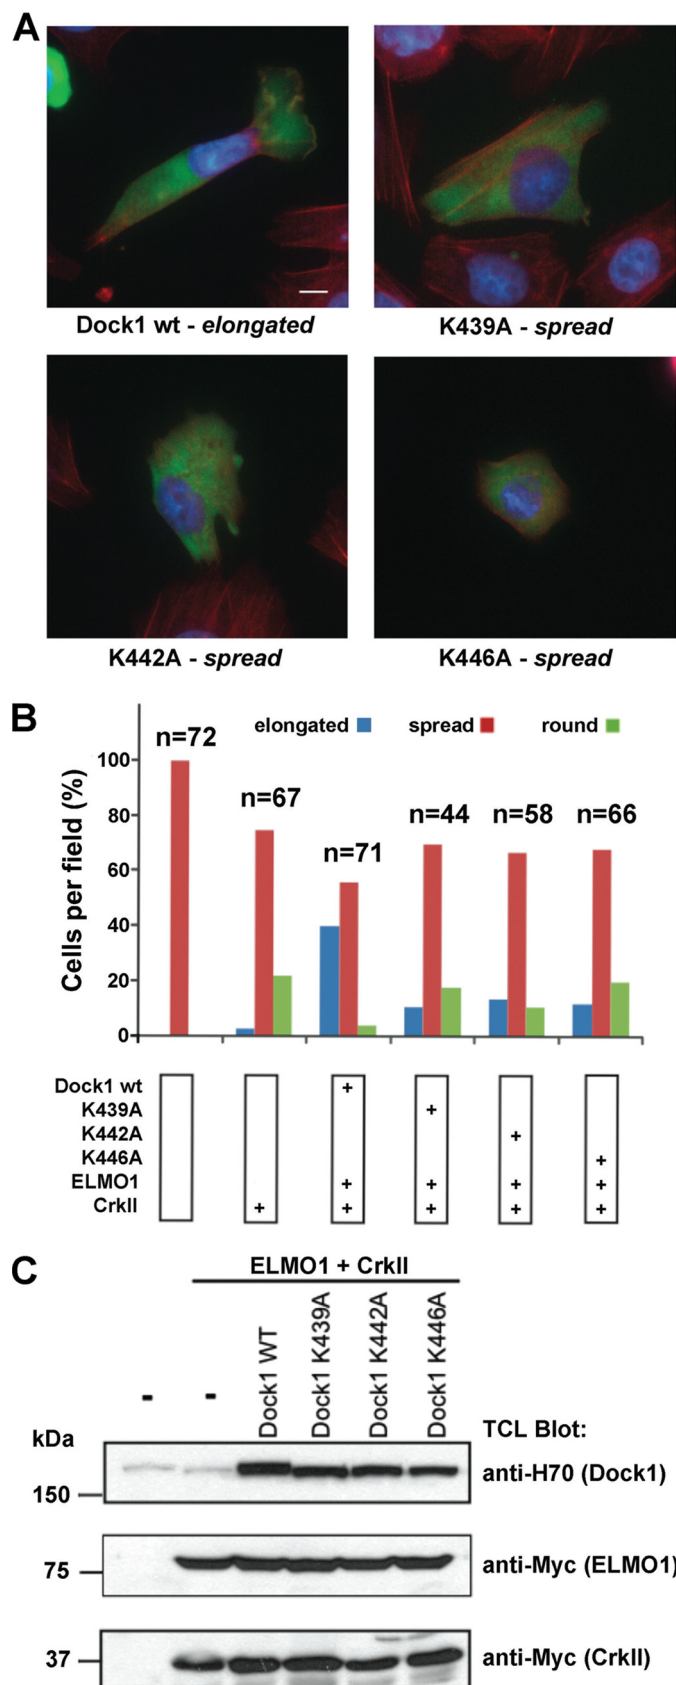 A
Dock1 wt - elongated
K439A - spread
K442A - spread
K446A - spread
B
elongated spread round
n=72
n=67
n=71
n=44
n=58
n=66
Cells per field (%)
100
80
60
40
20
0
Dock1 wt +
K439A +
K442A +
K446A +
ELMO1 + + + +
CrkII + + + + +
C
ELMO1 + CrkII
- - Dock1 WT Dock1 K439A Dock1 K442A Dock1 K446A
kDa
TCL Blot:
150
anti-H70 (Dock1)
75
anti-Myc (ELMO1)
37
anti-Myc (CrkII)